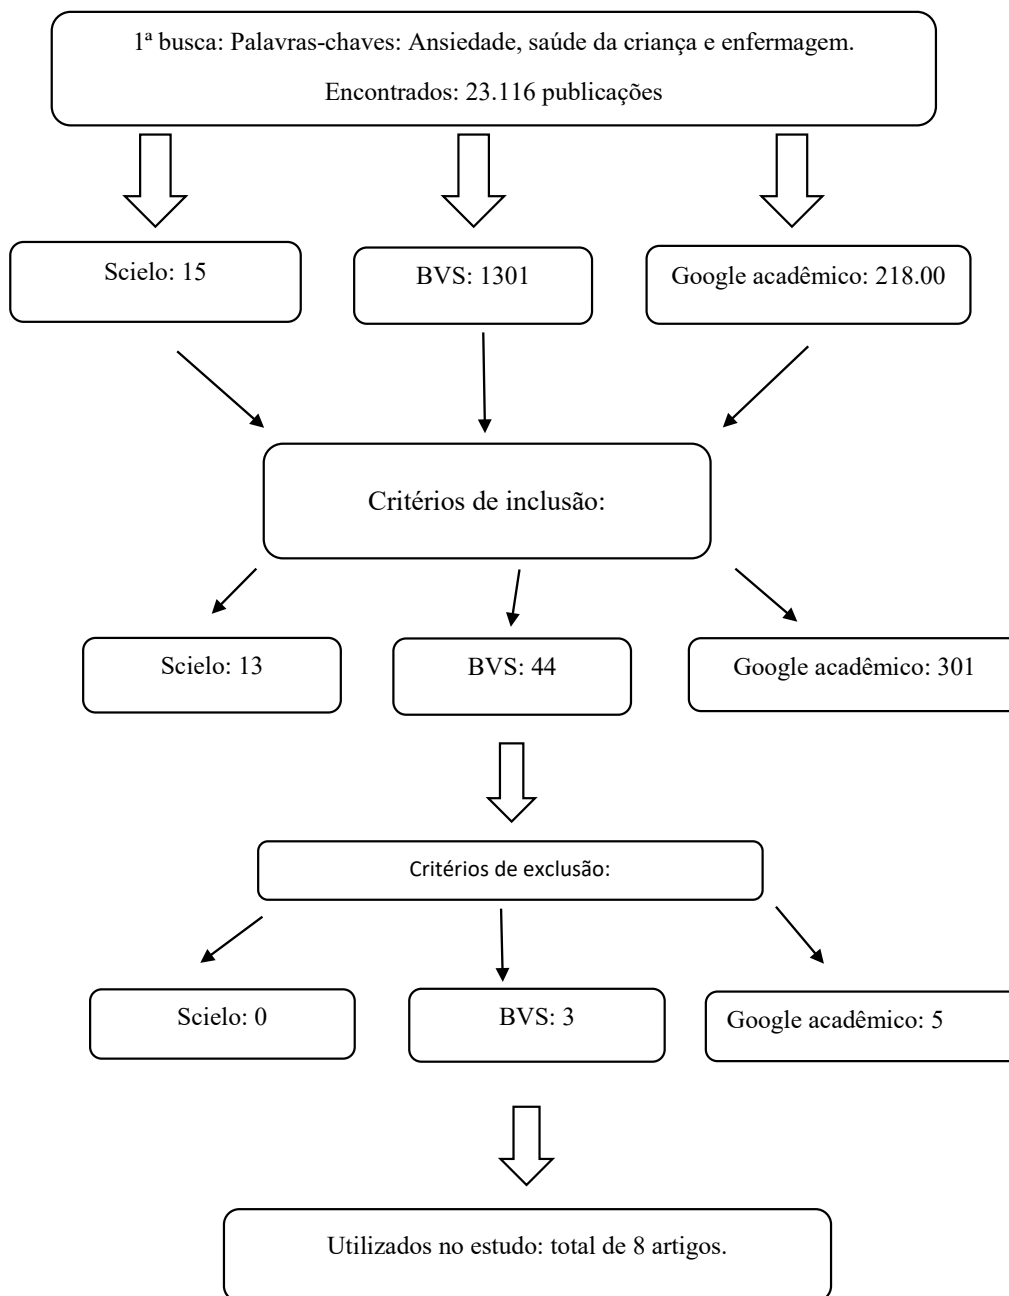 1ª busca: Palavras-chaves: Ansiedade, saúde da criança e enfermagem.
Encontrados: 23.116 publicações
Scielo: 15
BVS: 1301
Google acadêmico: 218.00
Critérios de inclusão:
Scielo: 13
BVS: 44
Google acadêmico: 301
Critérios de exclusão:
Scielo: 0
BVS: 3
Google acadêmico: 5
Utilizados no estudo: total de 8 artigos.